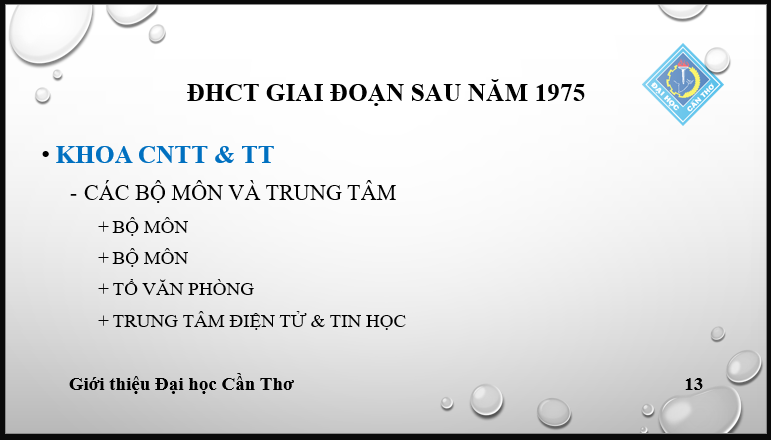 ĐHCT GIAI ĐOẠN SAU NĂM 1975
ĐẠI HỌC CẦN THƠ
• KHOA CNTT & TT
- CÁC BỘ MÔN VÀ TRUNG TÂM
+ BỘ MÔN
+ BỘ MÔN
+ TỔ VĂN PHÒNG
+ TRUNG TÂM ĐIỆN TỬ & TIN HỌC
Giới thiệu Đại học Cần Thơ 13